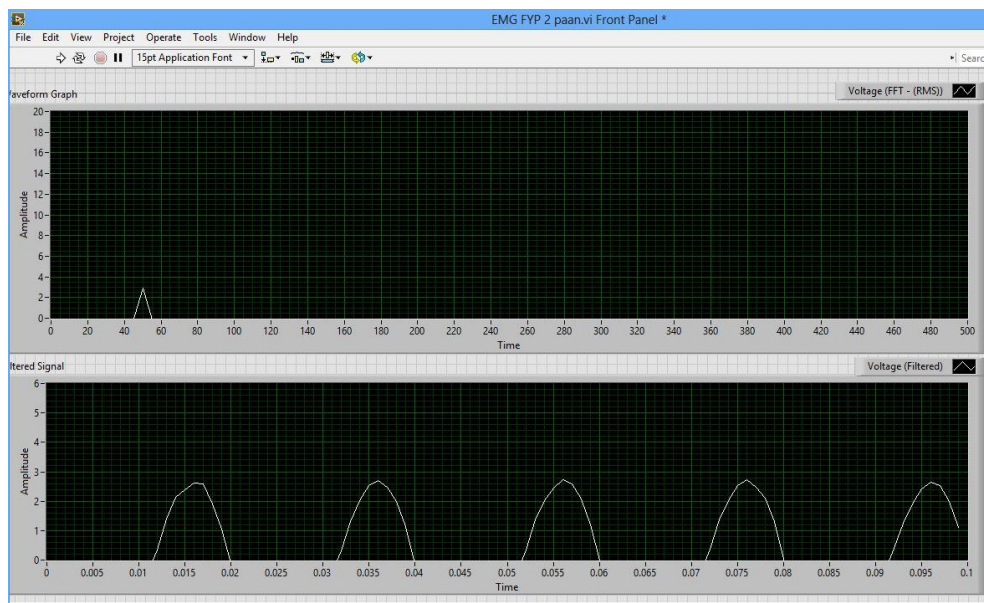 EMG FYP 2 paan.vi Front Panel *
File Edit View Project Operate Tools Window Help
15pt Application Font
Searc
Voltage (FFT - (RMS))
aveform Graph
20
18
16
14
12
10
8
6
4
2
0
Amplitude
0 20 40 60 80 100 120 140 160 180 200 220 240 260 280 300 320 340 360 380 400 420 440 460 480 500
Time
ltered Signal
Voltage (Filtered)
6
5
4
3
2
1
0
Amplitude
0 0.005 0.01 0.015 0.02 0.025 0.03 0.035 0.04 0.045 0.05 0.055 0.06 0.065 0.07 0.075 0.08 0.085 0.09 0.095 0.1
Time